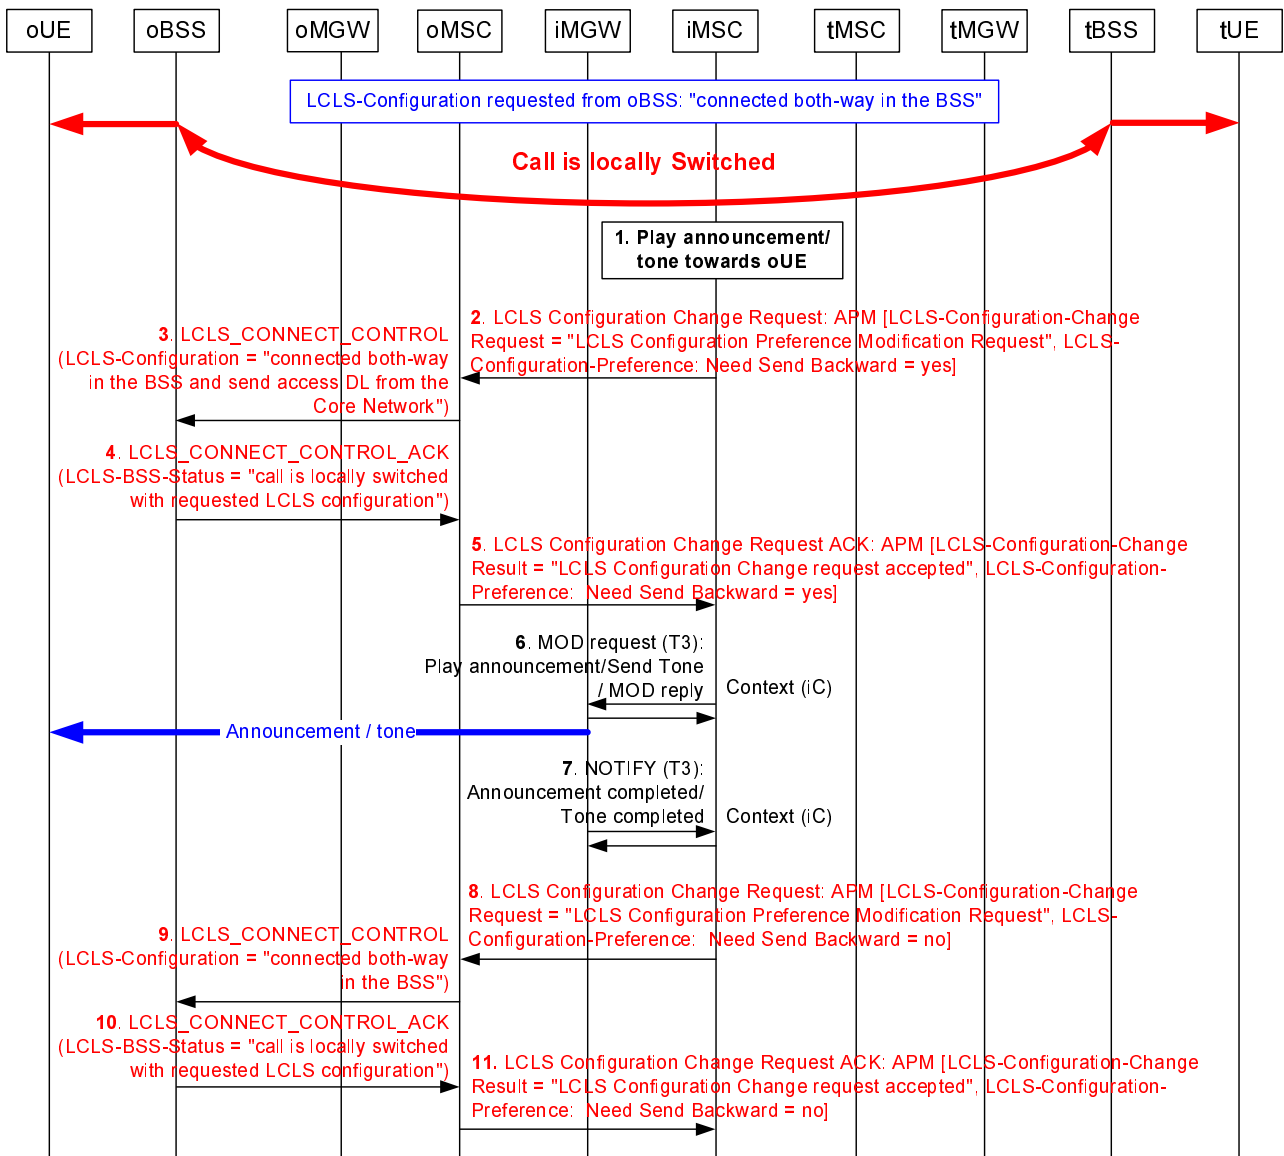 oUE
oBSS
oMGW
oMSC
iMGW
iMSC
tMSC
tMGW
tBSS
tUE
LCLS-Configuration requested from oBSS: "connected both-way in the BSS"
Call is locally Switched
1. Play announcement/
tone towards oUE
2. LCLS Configuration Change Request: APM [LCLS-Configuration-Change
Request = "LCLS Configuration Preference Modification Request", LCLS-
Configuration-Preference: Need Send Backward = yes]
3. LCLS_CONNECT_CONTROL
(LCLS-Configuration = "connected both-way
in the BSS and send access DL from the
Core Network")
4. LCLS_CONNECT_CONTROL_ACK
(LCLS-BSS-Status = "call is locally switched
with requested LCLS configuration")
5. LCLS Configuration Change Request ACK: APM [LCLS-Configuration-Change
Result = "LCLS Configuration Change request accepted", LCLS-Configuration-
Preference:  Need Send Backward = yes]
6. MOD request (T3):
Play announcement/Send Tone
/ MOD reply
Context (iC)
Announcement / tone
7. NOTIFY (T3):
Announcement completed/
Tone completed
Context (iC)
8. LCLS Configuration Change Request: APM [LCLS-Configuration-Change
Request = "LCLS Configuration Preference Modification Request", LCLS-
Configuration-Preference:  Need Send Backward = no]
9. LCLS_CONNECT_CONTROL
(LCLS-Configuration = "connected both-way
in the BSS")
10. LCLS_CONNECT_CONTROL_ACK
(LCLS-BSS-Status = "call is locally switched
with requested LCLS configuration")
11. LCLS Configuration Change Request ACK: APM [LCLS-Configuration-Change
Result = "LCLS Configuration Change request accepted", LCLS-Configuration-
Preference:  Need Send Backward = no]